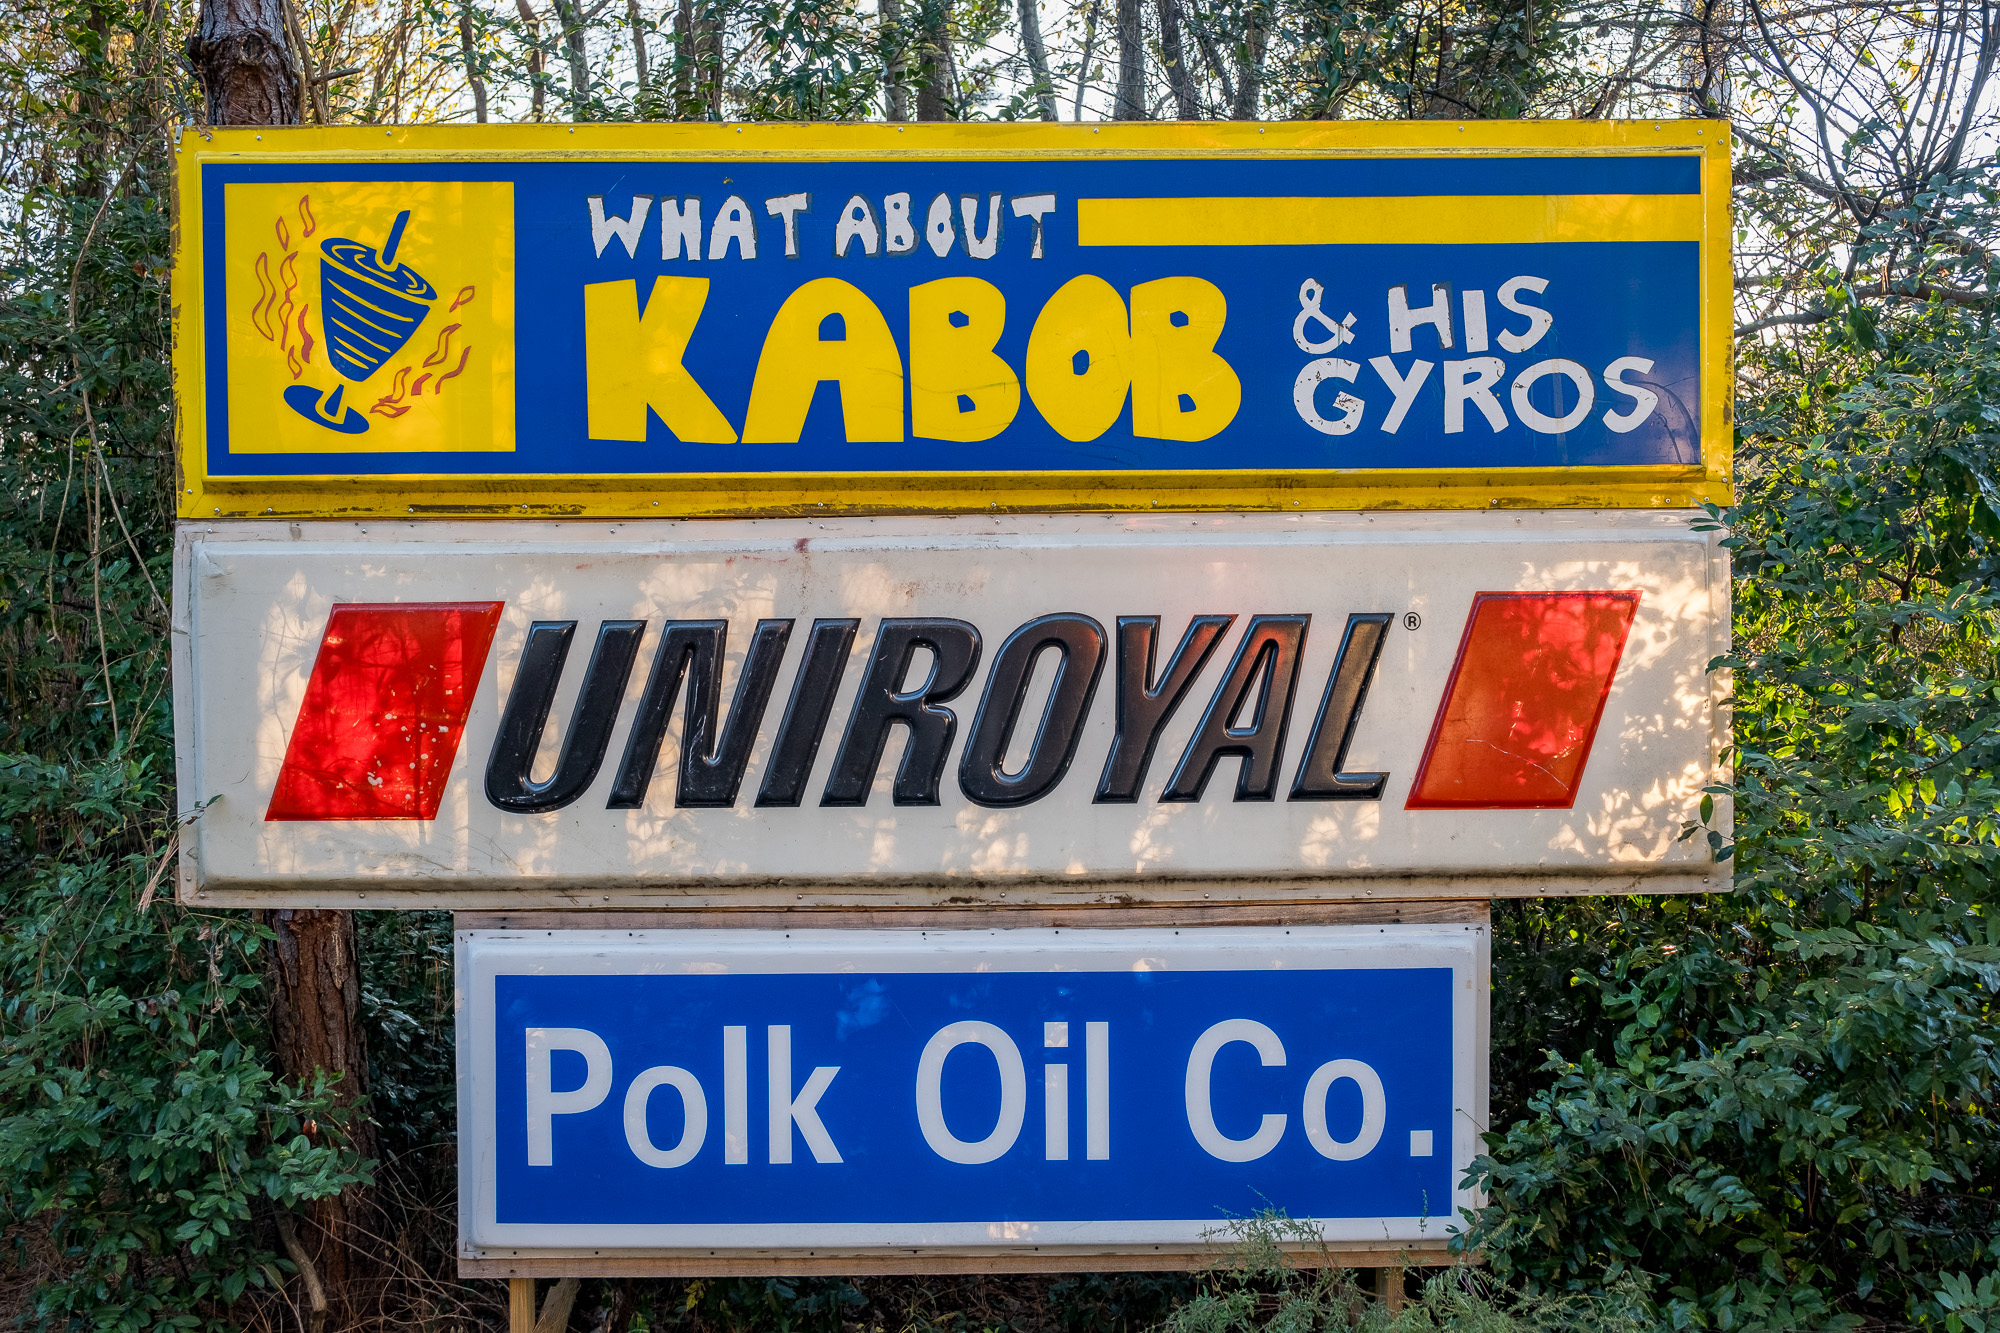 WHAT ABOUT
KABOB & HIS
GYROS
UNIROYAL®
Polk Oil Co.